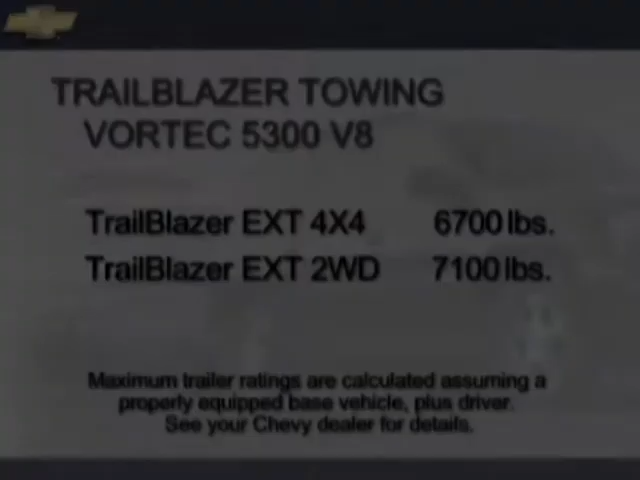 TRAILBLAZER TOWING
VORTEC 5300 V8
TrailBlazer EXT 4X4 6700 lbs.
TrailBlazer EXT 2WD 7100 lbs.
Maximum trailer ratings are calculated assuming a
properly equipped base vehicle, plus driver.
See your Chevy dealer for details.